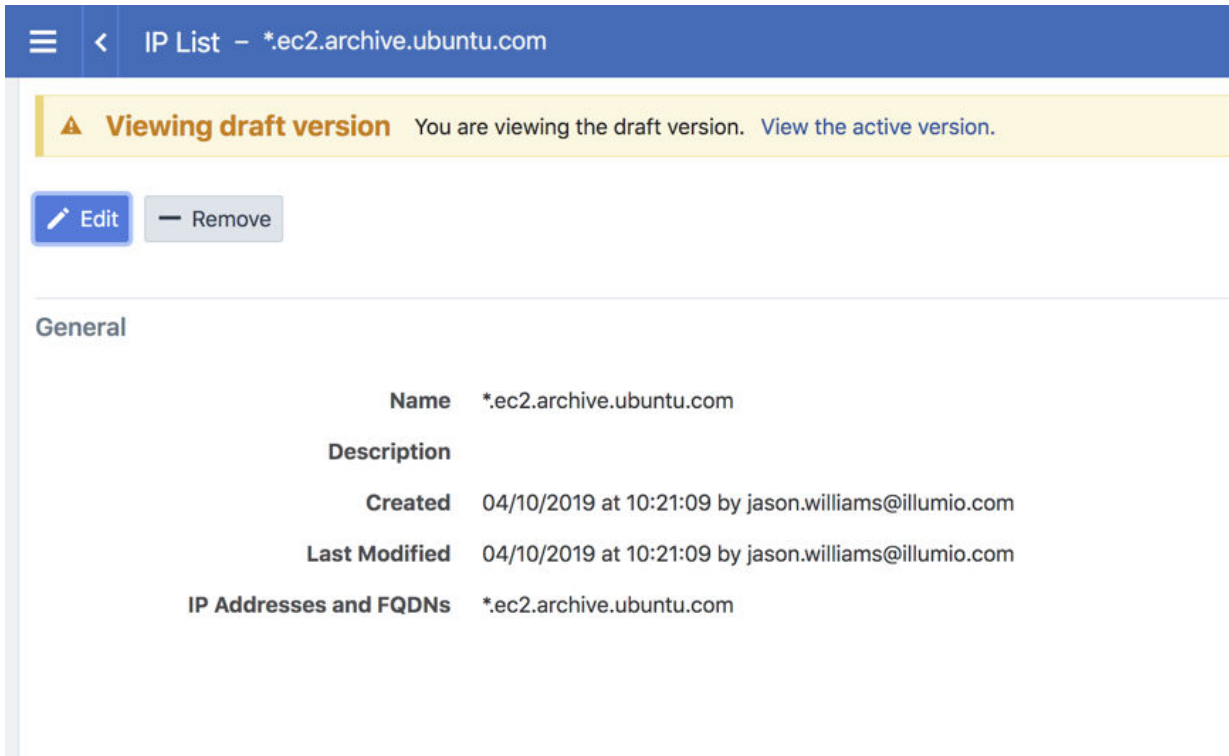 IP List – *.ec2.archive.ubuntu.com
Viewing draft version You are viewing the draft version. View the active version.
Edit Remove
General
Name *.ec2.archive.ubuntu.com
Description
Created 04/10/2019 at 10:21:09 by jason.williams@illumio.com
Last Modified 04/10/2019 at 10:21:09 by jason.williams@illumio.com
IP Addresses and FQDNs *.ec2.archive.ubuntu.com